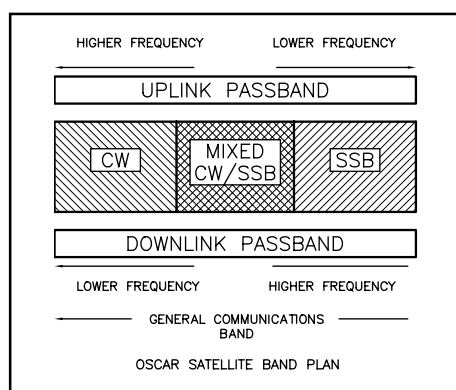 HIGHER FREQUENCY LOWER FREQUENCY
UPLINK PASSBAND
CW
MIXED
CW/SSB
SSB
DOWNLINK PASSBAND
LOWER FREQUENCY HIGHER FREQUENCY
GENERAL COMMUNICATIONS
BAND
OSCAR SATELLITE BAND PLAN